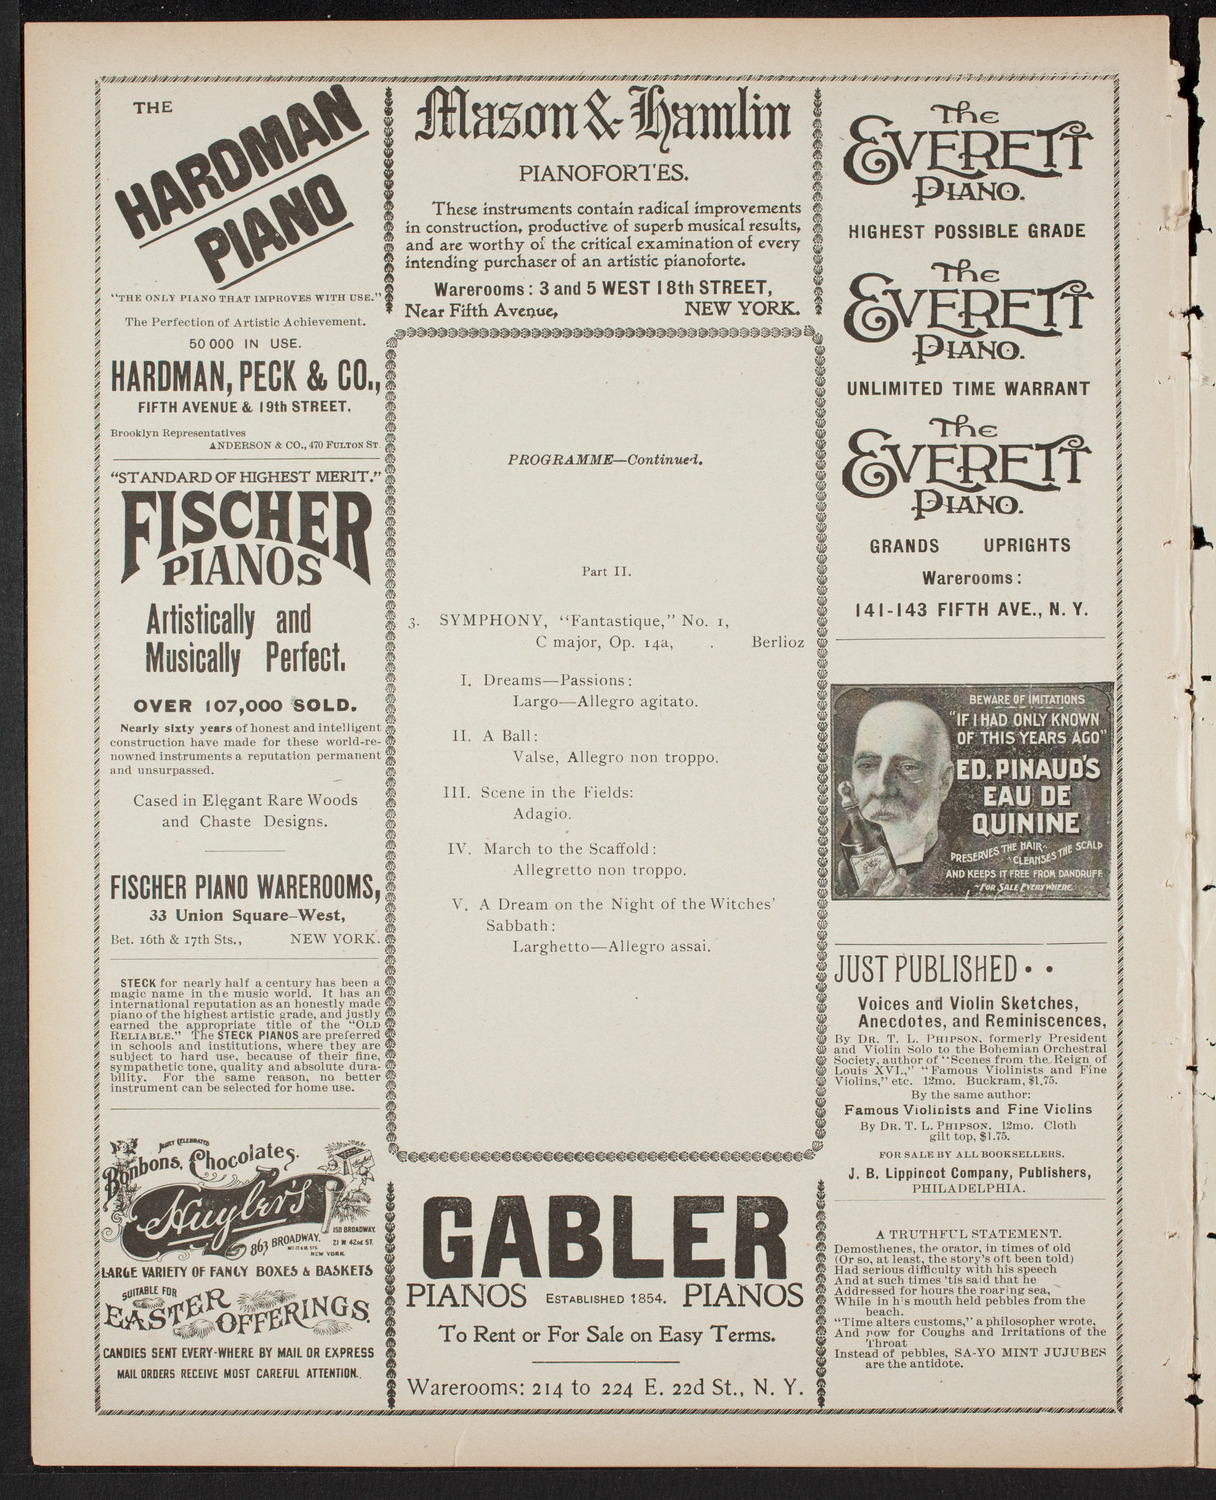 THE
HARDMAN
PIANO
"THE ONLY PIANO THAT IMPROVES WITH USE."
The Perfection of Artistic Achievement.
50 000 IN USE.
HARDMAN, PECK & CO.,
FIFTH AVENUE & 19th STREET.
Brooklyn Representatives
ANDERSON & CO., 470 FULTON ST.
"STANDARD OF HIGHEST MERIT."
FISCHER
PIANOS
Artistically and
Musically Perfect.
OVER 107,000 SOLD.
Nearly sixty years of honest and intelligent
construction have made for these world-re-
nowned instruments a reputation permanent
and unsurpassed.
Cased in Elegant Rare Woods
and Chaste Designs.
FISCHER PIANO WAREROOMS,
33 Union Square—West,
Bet. 16th & 17th Sts., NEW YORK.
STECK for nearly half a century has been a
magic name in the music world. It has an
international reputation as an honestly made
piano of the highest artistic grade, and justly
earned the appropriate title of the "OLD
RELIABLE." The STECK PIANOS are preferred
in schools and institutions, where they are
subject to hard use, because of their fine,
sympathetic tone, quality and absolute dura-
bility. For the same reason, no better
instrument can be selected for home use.
JUSTLY CELEBRATED
Bonbons, Chocolates.
Huyler's
863 BROADWAY.
150 BROADWAY.
21 W. 42nd ST.
NEW YORK.
LARGE VARIETY OF FANCY BOXES & BASKETS
SUITABLE FOR
EASTER
OFFERINGS.
CANDIES SENT EVERY-WHERE BY MAIL OR EXPRESS
MAIL ORDERS RECEIVE MOST CAREFUL ATTENTION.
Mason & Hamlin
PIANOFORTES.
These instruments contain radical improvements
in construction, productive of superb musical results,
and are worthy of the critical examination of every
intending purchaser of an artistic pianoforte.
Warerooms: 3 and 5 WEST 18th STREET,
Near Fifth Avenue, NEW YORK.
PROGRAMME—Continued.
Part II.
3. SYMPHONY, "Fantastique," No. 1,
C major, Op. 14a, . Berlioz
I. Dreams—Passions:
Largo—Allegro agitato.
II. A Ball:
Valse, Allegro non troppo.
III. Scene in the Fields:
Adagio.
IV. March to the Scaffold:
Allegretto non troppo.
V. A Dream on the Night of the Witches'
Sabbath:
Larghetto—Allegro assai.
GABLER
PIANOS ESTABLISHED 1854. PIANOS
To Rent or For Sale on Easy Terms.
Warerooms: 214 to 224 E. 22d St., N. Y.
The
EVERETT
PIANO.
HIGHEST POSSIBLE GRADE
The
EVERETT
PIANO.
UNLIMITED TIME WARRANT
The
EVERETT
PIANO.
GRANDS UPRIGHTS
Warerooms:
141-143 FIFTH AVE., N. Y.
BEWARE OF IMITATIONS
"IF I HAD ONLY KNOWN
OF THIS YEARS AGO"
ED. PINAUD'S
EAU DE
QUININE
PRESERVES THE HAIR
CLEANSES THE SCALP
AND KEEPS IT FREE FROM DANDRUFF
FOR SALE EVERYWHERE
JUST PUBLISHED • •
Voices and Violin Sketches,
Anecdotes, and Reminiscences,
By DR. T. L. PHIPSON, formerly President
and Violin Solo to the Bohemian Orchestral
Society, author of "Scenes from the Reign of
Louis XVI.," "Famous Violinists and Fine
Violins," etc. 12mo. Buckram, $1.75.
By the same author:
Famous Violinists and Fine Violins
By DR. T. L. PHIPSON. 12mo. Cloth
gilt top, $1.75.
FOR SALE BY ALL BOOKSELLERS.
J. B. Lippincot Company, Publishers,
PHILADELPHIA.
A TRUTHFUL STATEMENT.
Demosthenes, the orator, in times of old
(Or so, at least, the story's oft been told)
Had serious difficulty with his speech
And at such times 'tis said that he
Addressed for hours the roaring sea,
While in his mouth held pebbles from the
beach.
"Time alters customs," a philosopher wrote,
And now for Coughs and Irritations of the
Throat
Instead of pebbles, SA-YO MINT JUJUBES
are the antidote.